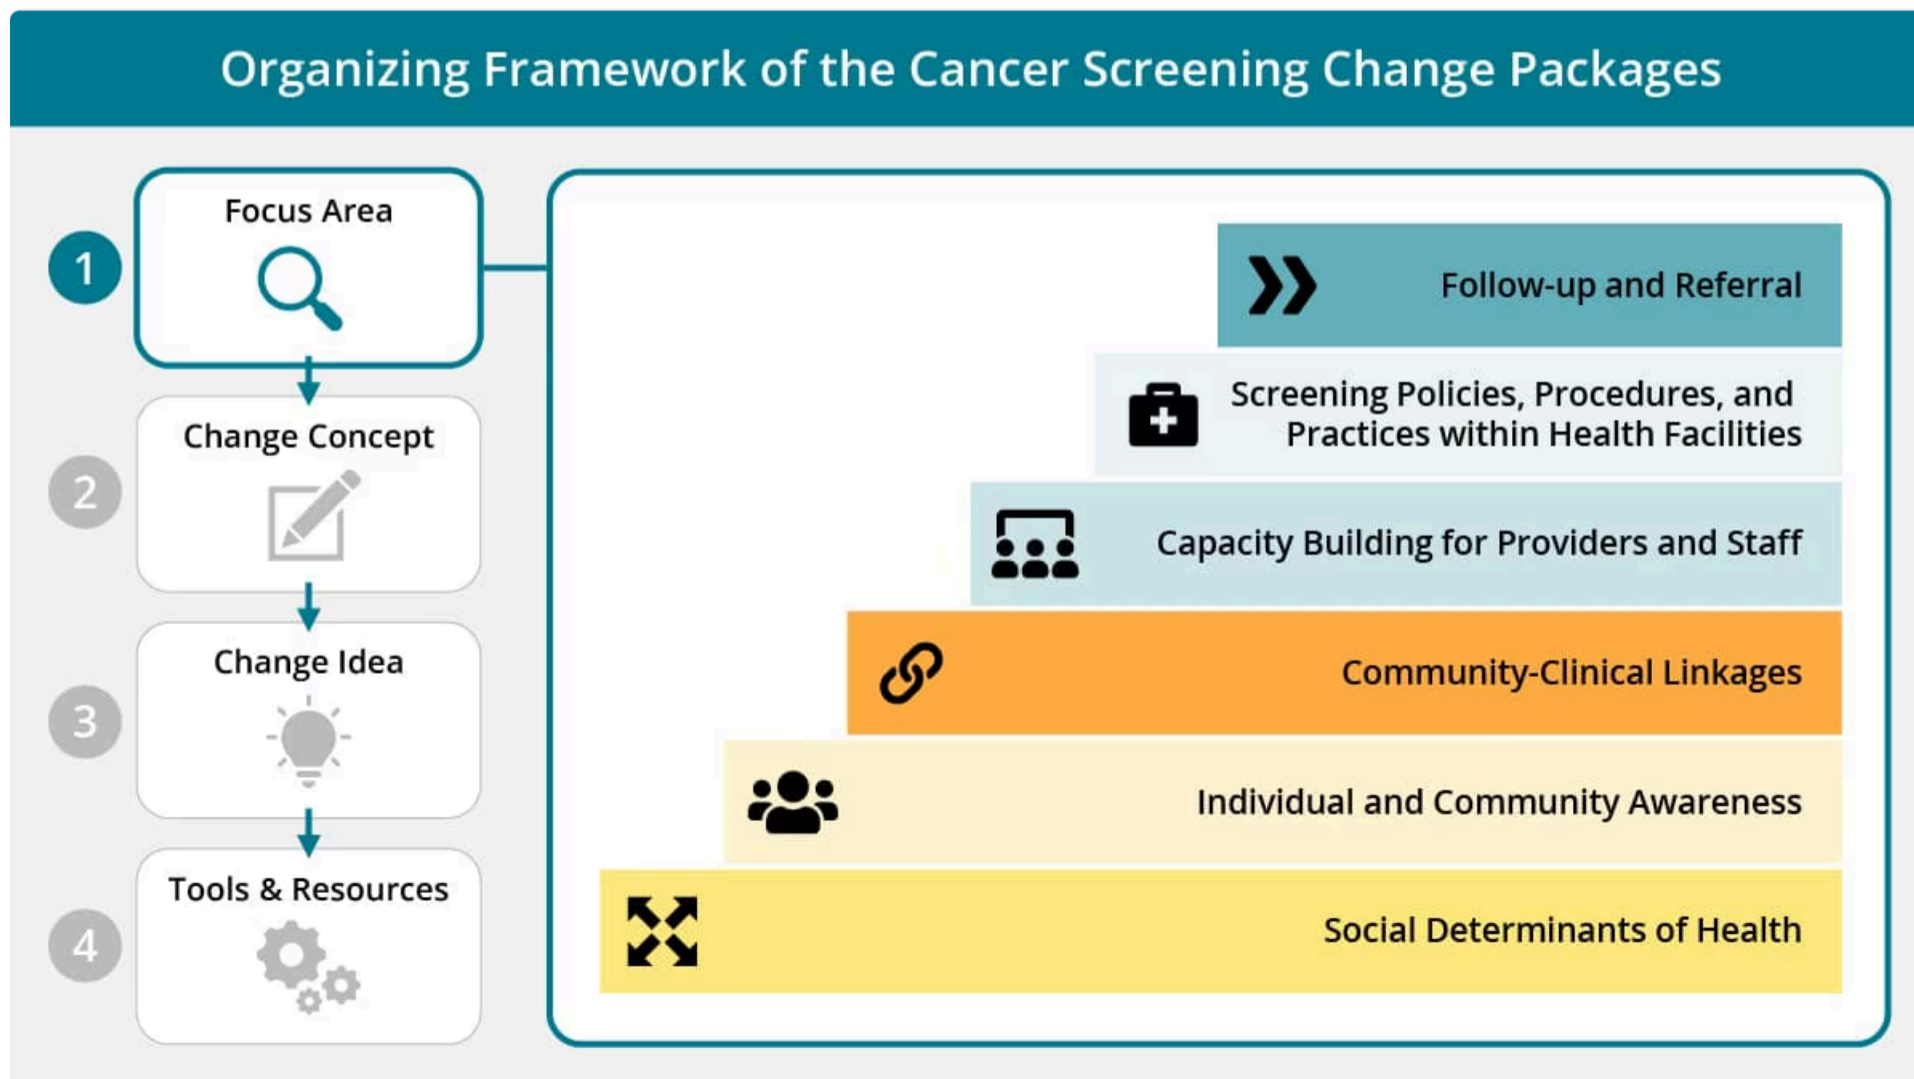 Organizing Framework of the Cancer Screening Change Packages
1
Focus Area
2
Change Concept
3
Change Idea
4
Tools & Resources
Follow-up and Referral
Screening Policies, Procedures, and
Practices within Health Facilities
Capacity Building for Providers and Staff
Community-Clinical Linkages
Individual and Community Awareness
Social Determinants of Health